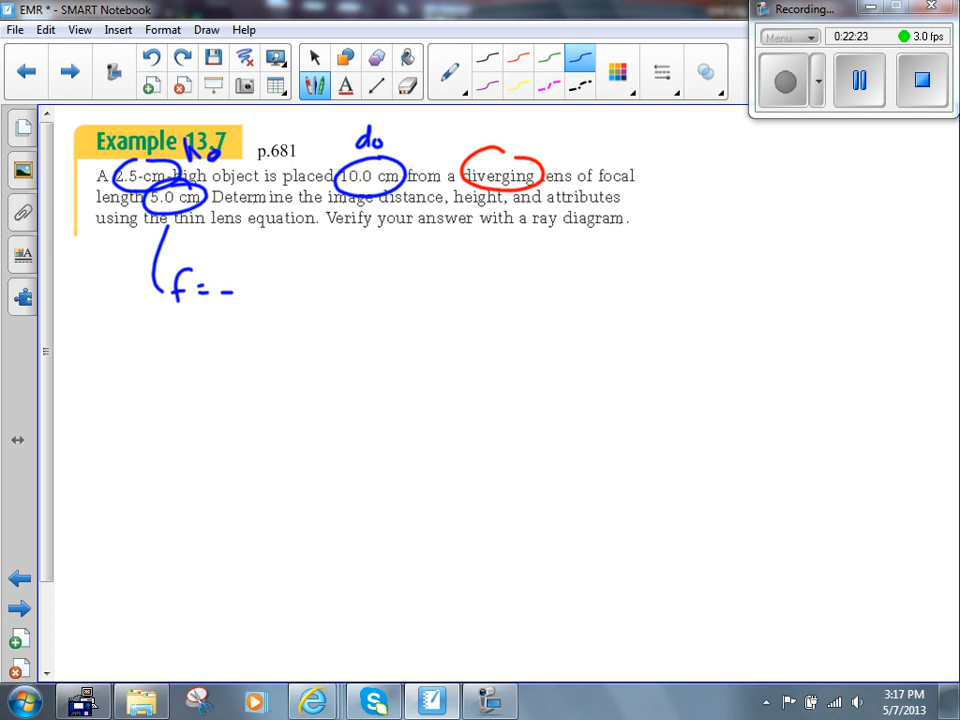 EMR * - SMART Notebook
Recording...
File Edit View Insert Format Draw Help
Menu
0:22:23
3.0 fps
Example 13.7
ho
do
p.681
A 2.5-cm-high object is placed 10.0 cm from a diverging lens of focal
length 5.0 cm. Determine the image distance, height, and attributes
using the thin lens equation. Verify your answer with a ray diagram.
f = -
3:17 PM
5/7/2013